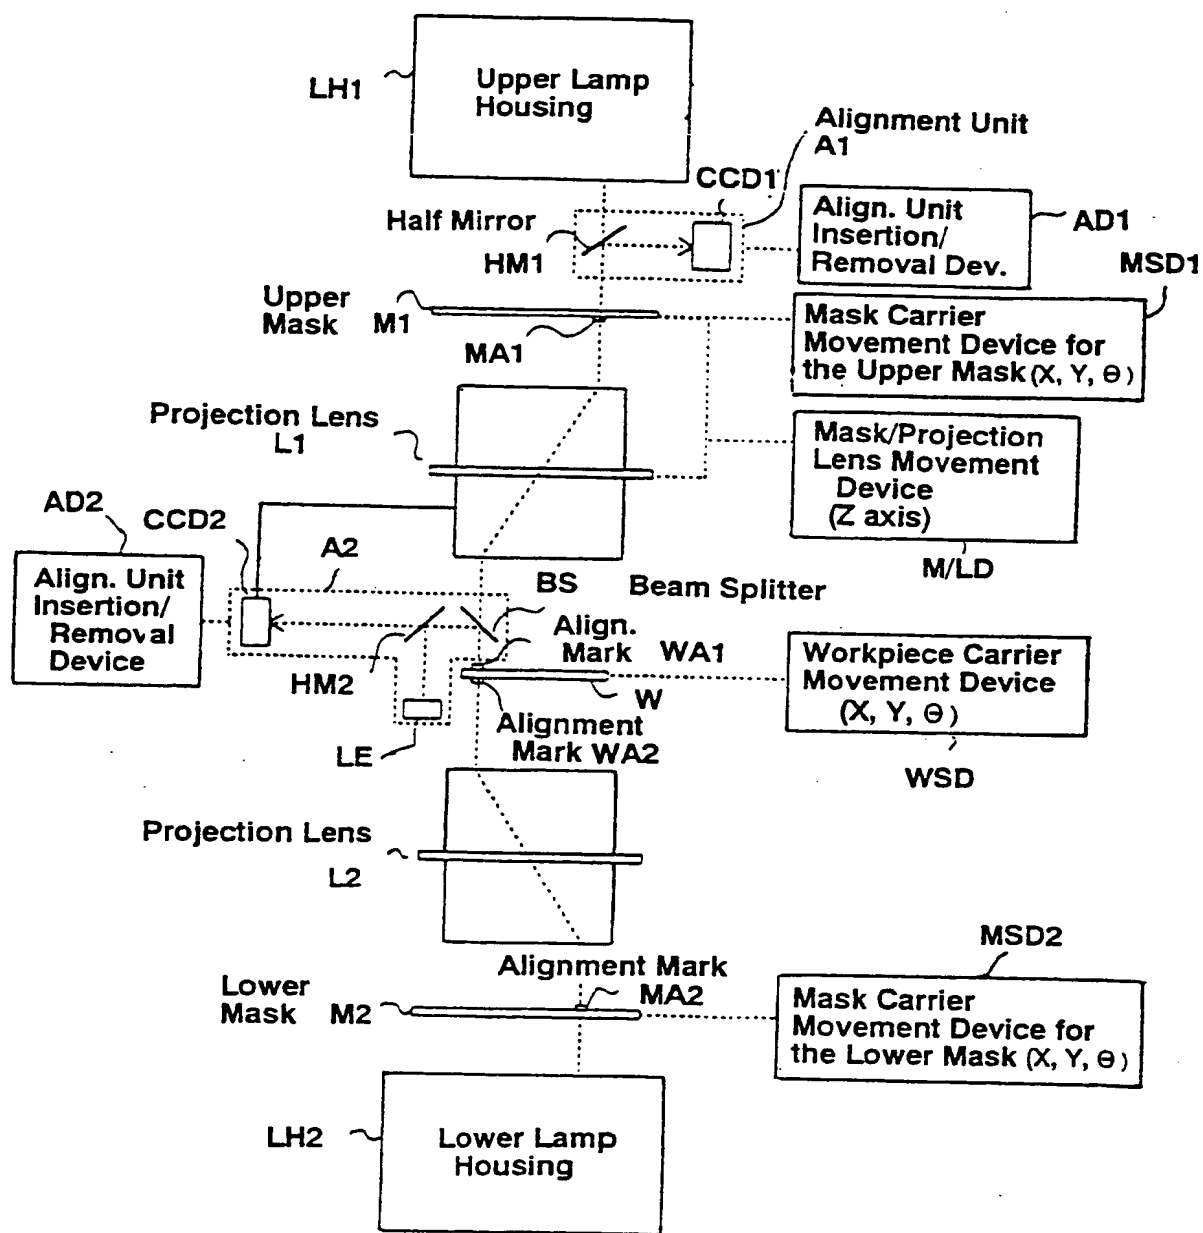 LH1
Upper Lamp
Housing
Alignment Unit
A1
CCD1
Half Mirror
HM1
Align. Unit
Insertion/
Removal Dev.
AD1
MSD1
Upper
Mask M1
MA1
Mask Carrier
Movement Device for
the Upper Mask (X, Y, Θ)
Projection Lens
L1
Mask/Projection
Lens Movement
Device
(Z axis)
M/LD
AD2
CCD2
A2
Align. Unit
Insertion/
Removal
Device
BS Beam Splitter
Align.
Mark WA1
HM2
W
Workpiece Carrier
Movement Device
(X, Y, Θ)
WSD
LE
Alignment
Mark WA2
Projection Lens
L2
Alignment Mark
MA2
Lower
Mask M2
MSD2
Mask Carrier
Movement Device for
the Lower Mask (X, Y, Θ)
LH2
Lower Lamp
Housing